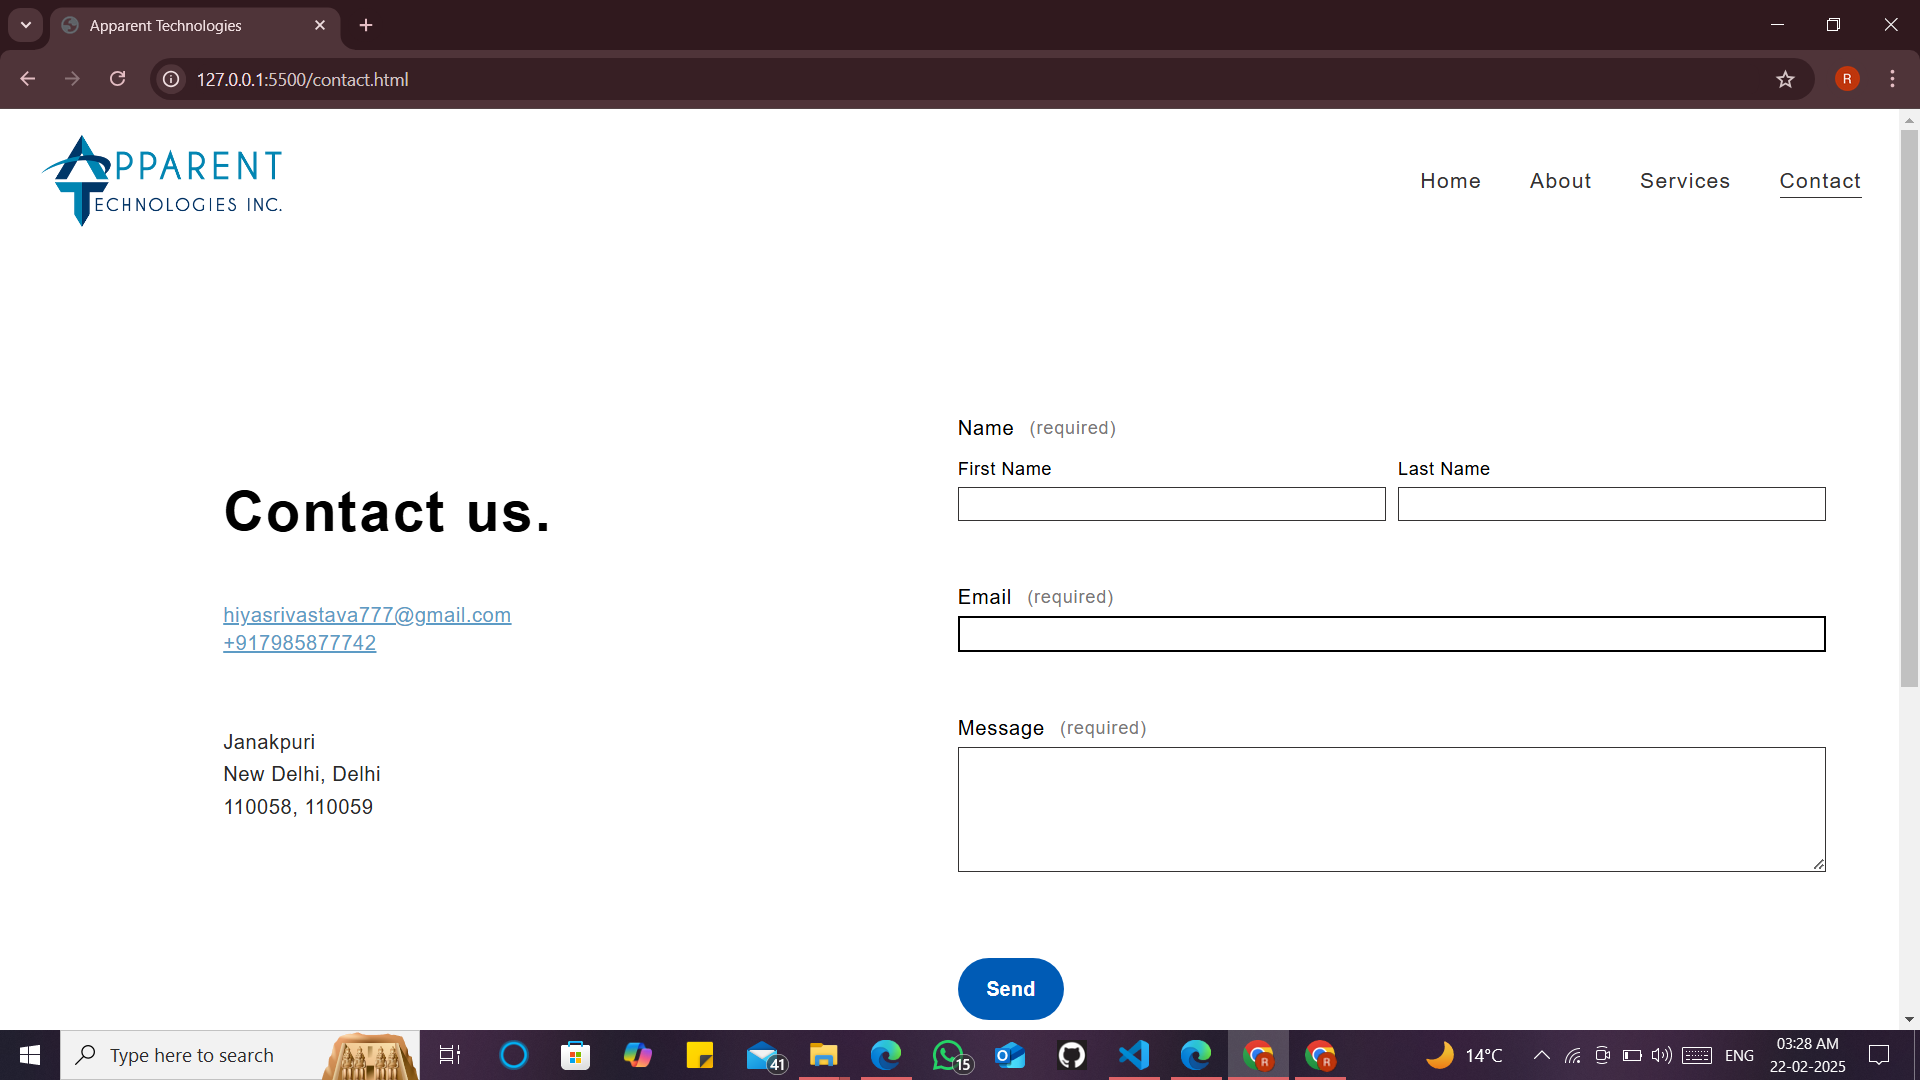 Apparent Technologies
127.0.0.1:5500/contact.html
R
APPARENT
TECHNOLOGIES INC.
Home About Services Contact
Name (required)
First Name Last Name
Contact us.
Email (required)
hiyasrivastava777@gmail.com
+917985877742
Message (required)
Janakpuri
New Delhi, Delhi
110058, 110059
Send
Type here to search
41
15
R
R
14°C
ENG
03:28 AM
22-02-2025